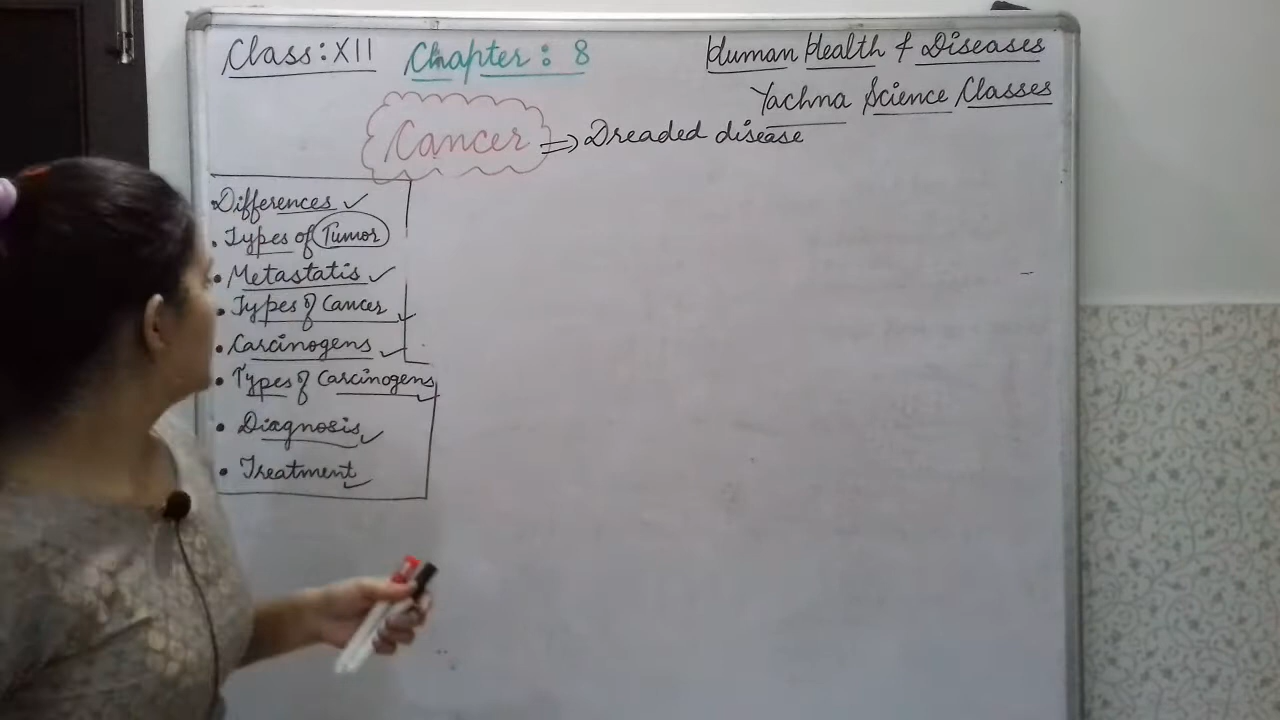 Class: XII Chapter: 8 Human Health & Diseases
Yachna Science Classes
Cancer => Dreaded disease
• Differences ✓
• Types of Tumor
• Metastatis ✓
• Types of Cancer ✓
• Carcinogens ✓
• Types of Carcinogens ✓
• Diagnosis ✓
• Treatment ✓